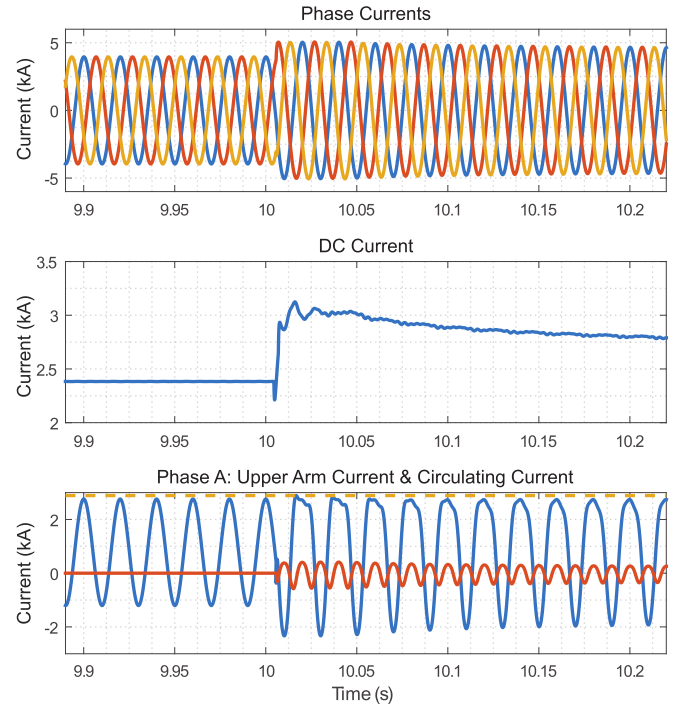 Phase Currents
5
0
-5
Current (kA)
9.9 9.95 10 10.05 10.1 10.15 10.2
DC Current
3.5
3
2.5
2
Current (kA)
9.9 9.95 10 10.05 10.1 10.15 10.2
Phase A: Upper Arm Current & Circulating Current
2
0
-2
Current (kA)
9.9 9.95 10 10.05 10.1 10.15 10.2
Time (s)